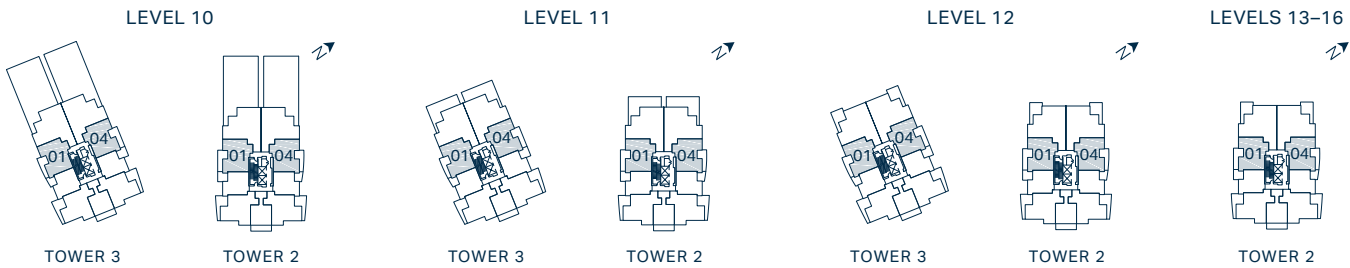 LEVEL 10
LEVEL 11
LEVEL 12
LEVELS 13–16
N
N
N
N
01
04
01
04
01
04
01
04
01
04
01
04
01
04
TOWER 3
TOWER 2
TOWER 3
TOWER 2
TOWER 3
TOWER 2
TOWER 2